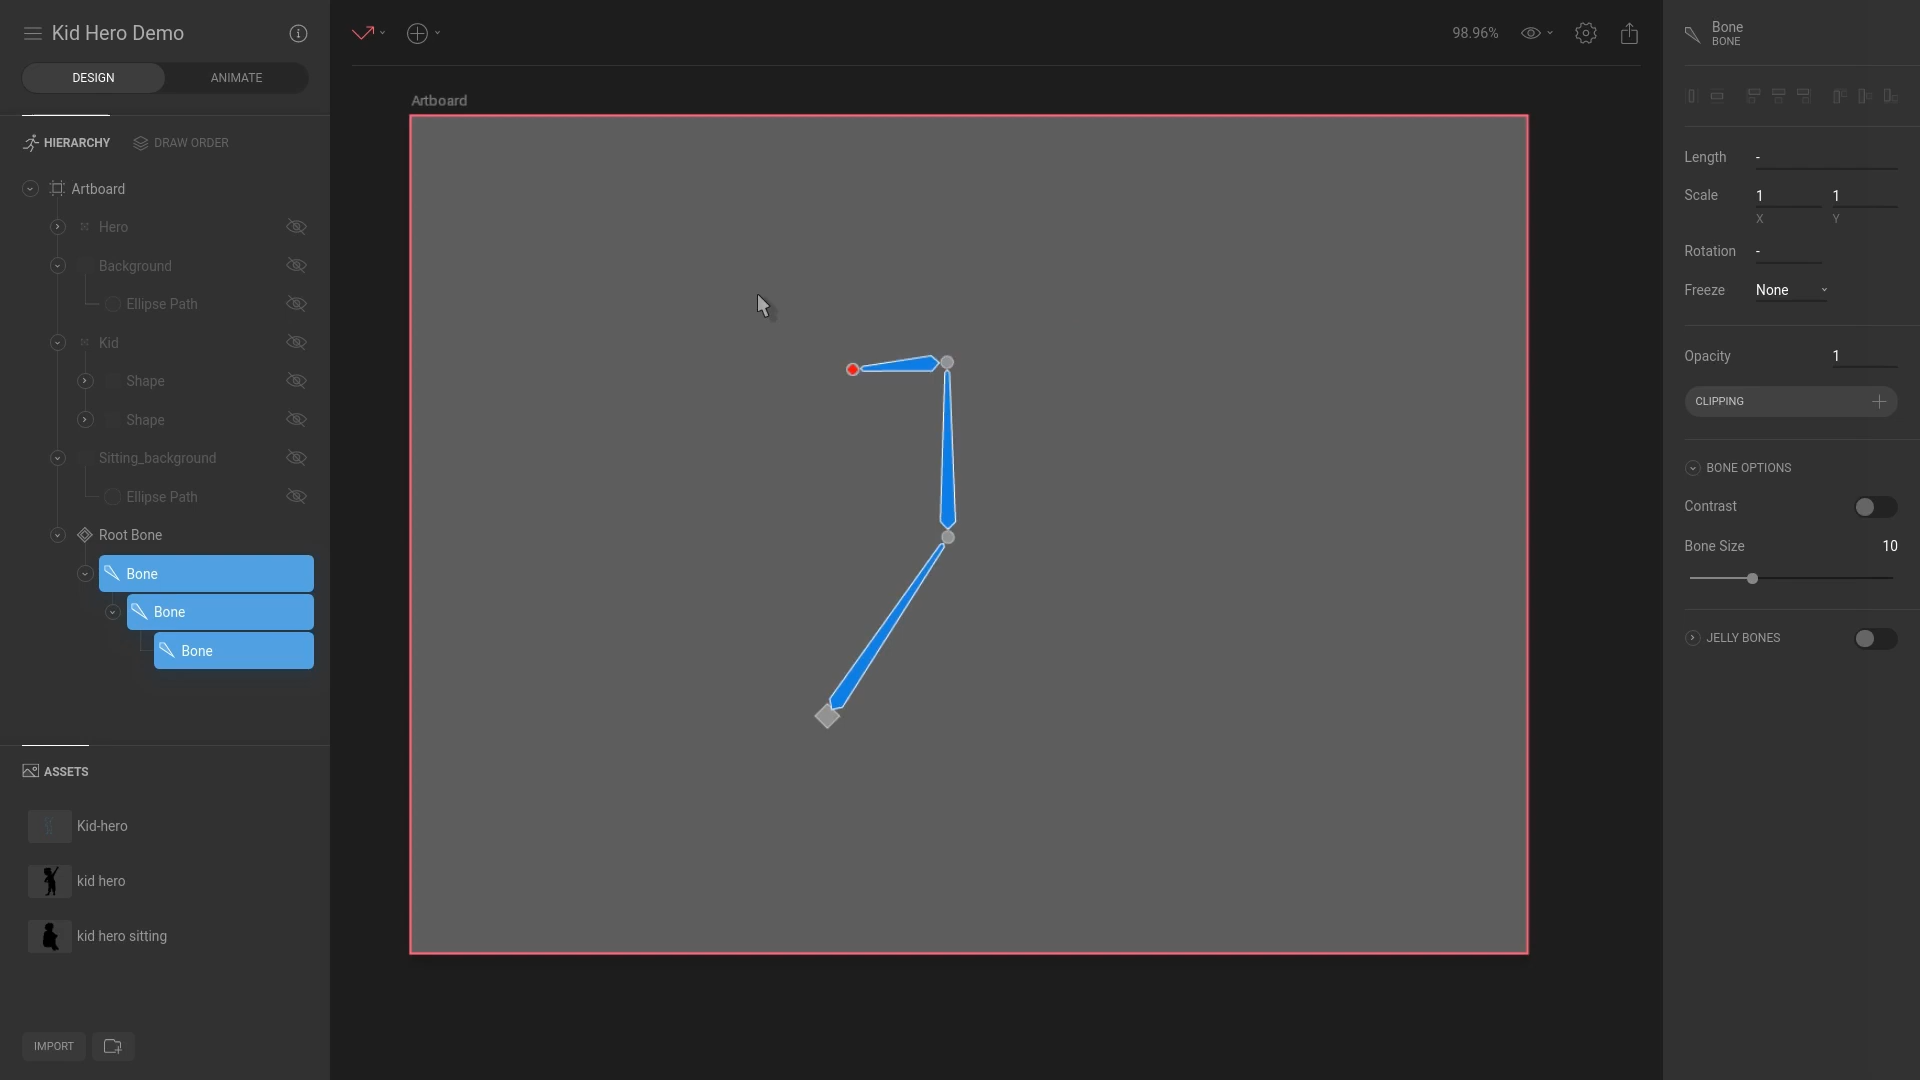 Kid Hero Demo
DESIGN
ANIMATE
HIERARCHY
DRAW ORDER
Artboard
Hero
Background
Ellipse Path
Kid
Shape
Shape
Sitting_background
Ellipse Path
Root Bone
Bone
Bone
Bone
ASSETS
Kid-hero
kid hero
kid hero sitting
IMPORT
98.96%
Artboard
Bone
BONE
Length -
Scale 1 1
X Y
Rotation -
Freeze None
Opacity 1
CLIPPING
BONE OPTIONS
Contrast
Bone Size 10
JELLY BONES